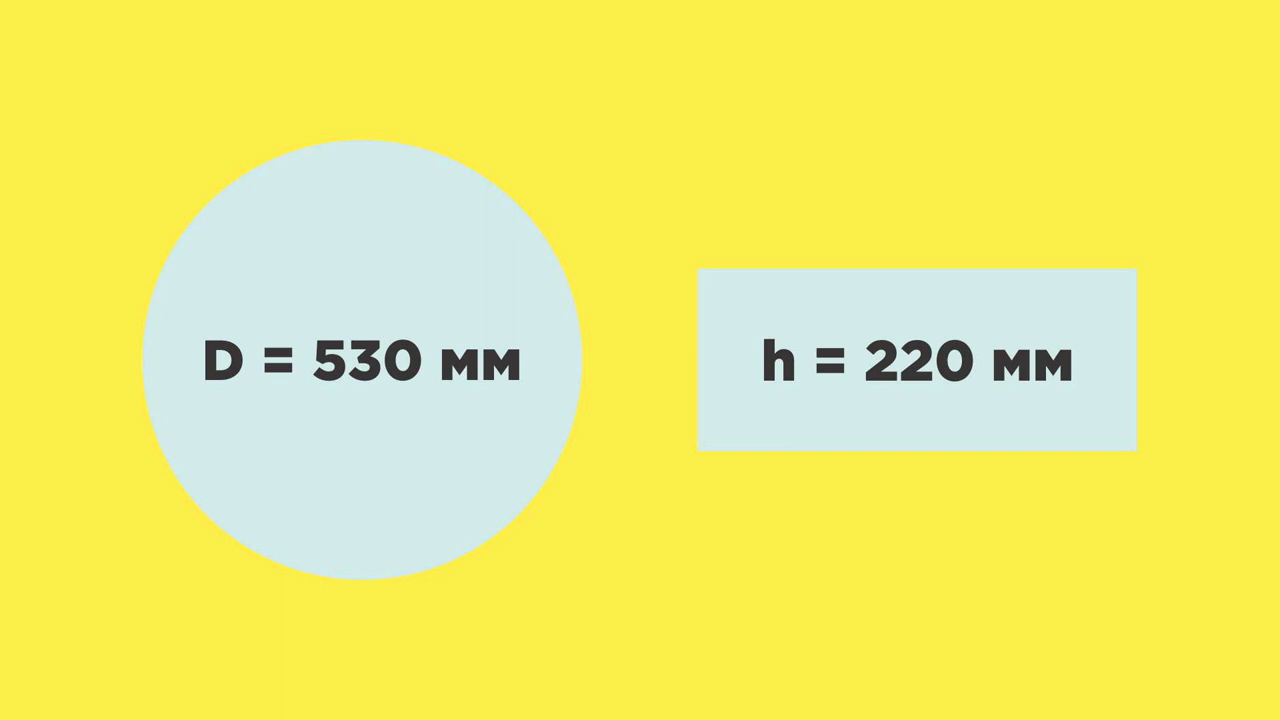 D = 530 мм
h = 220 мм